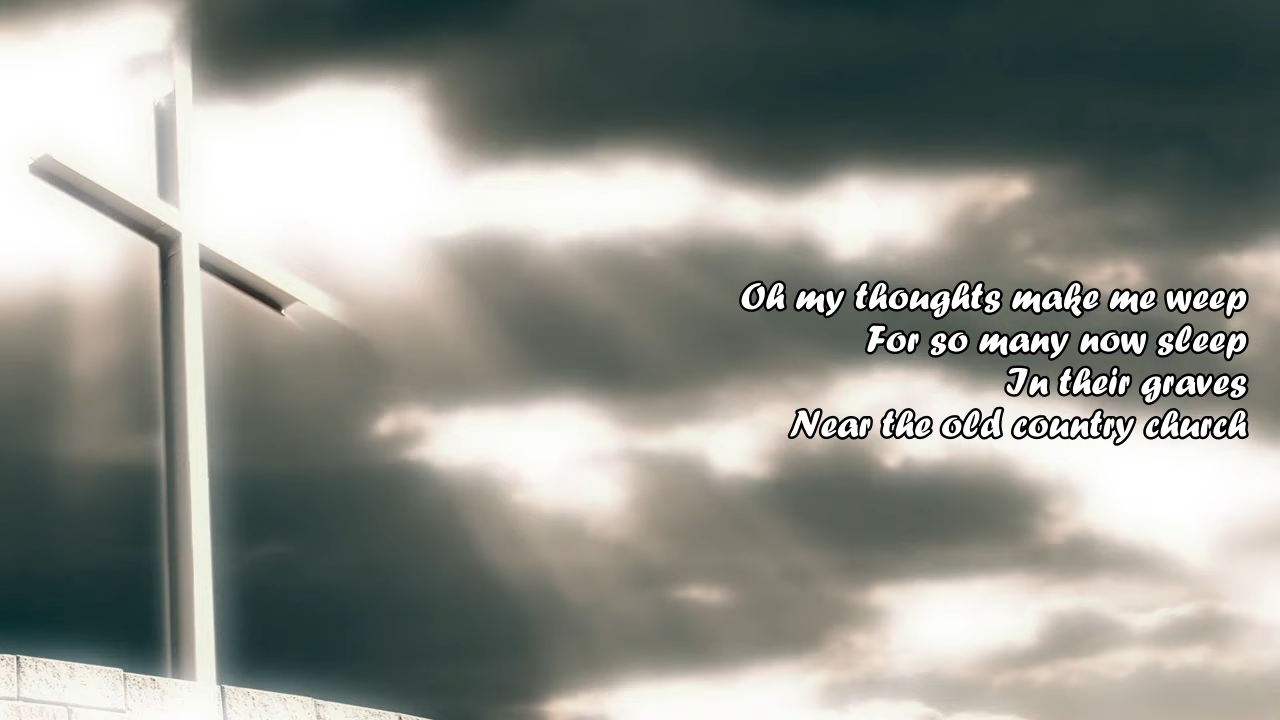 Oh my thoughts make me weep
For so many now sleep
In their graves
Near the old country church